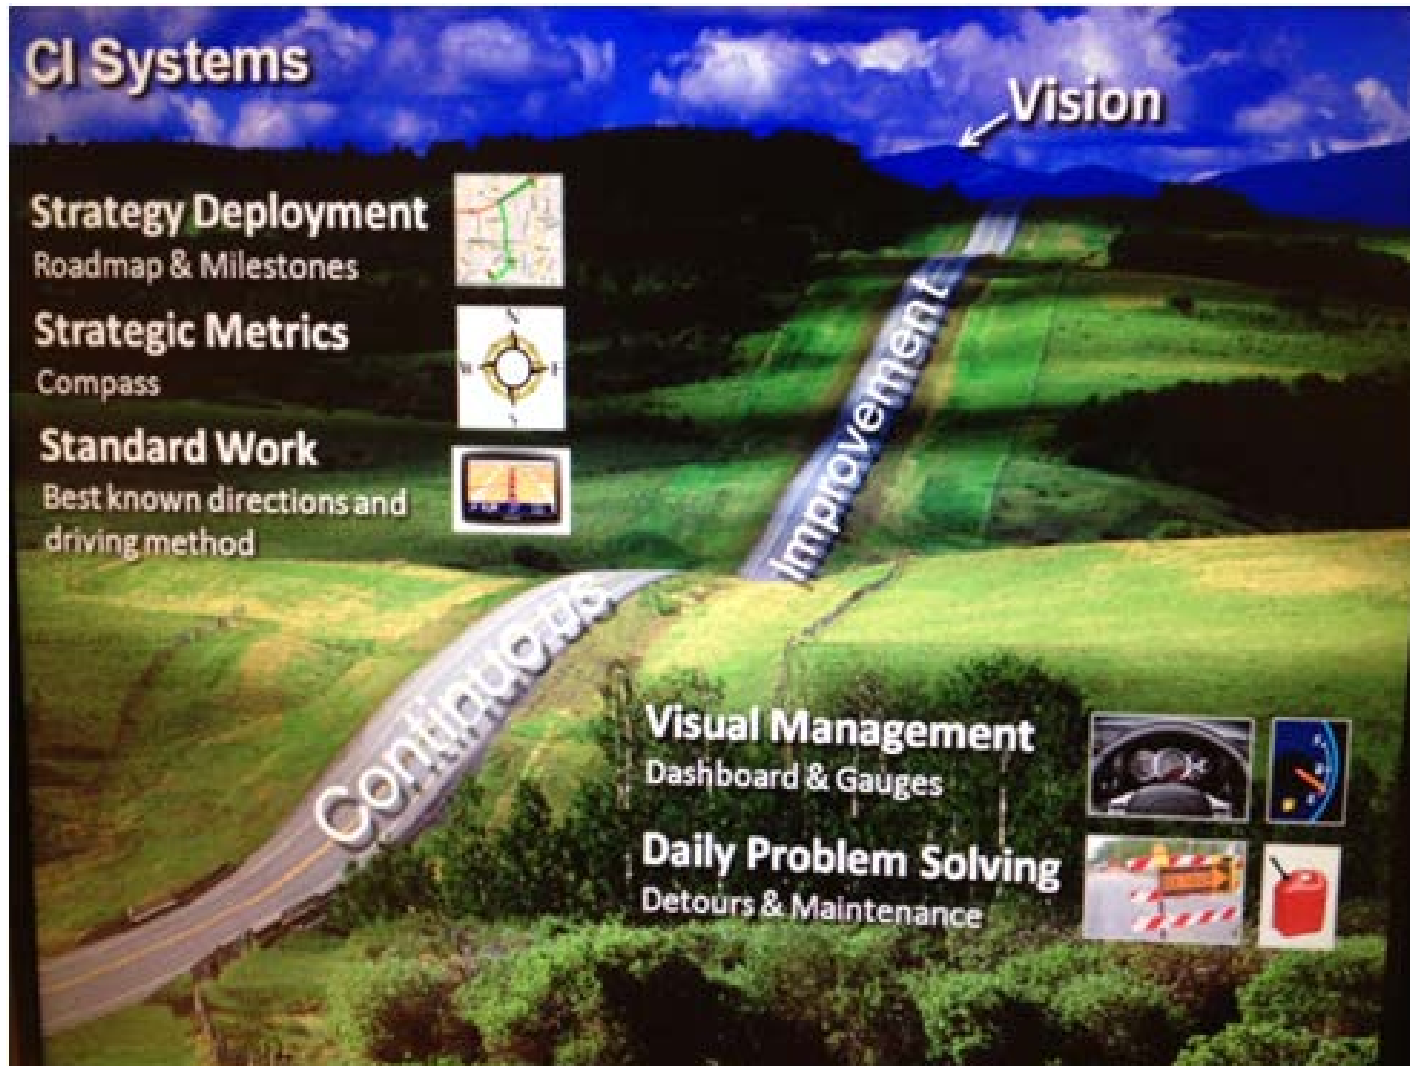 CI Systems
Vision
Strategy Deployment
Roadmap & Milestones
Strategic Metrics
Compass
Standard Work
Best known directions and
driving method
Continuous
Improvement
Visual Management
Dashboard & Gauges
Daily Problem Solving
Detours & Maintenance